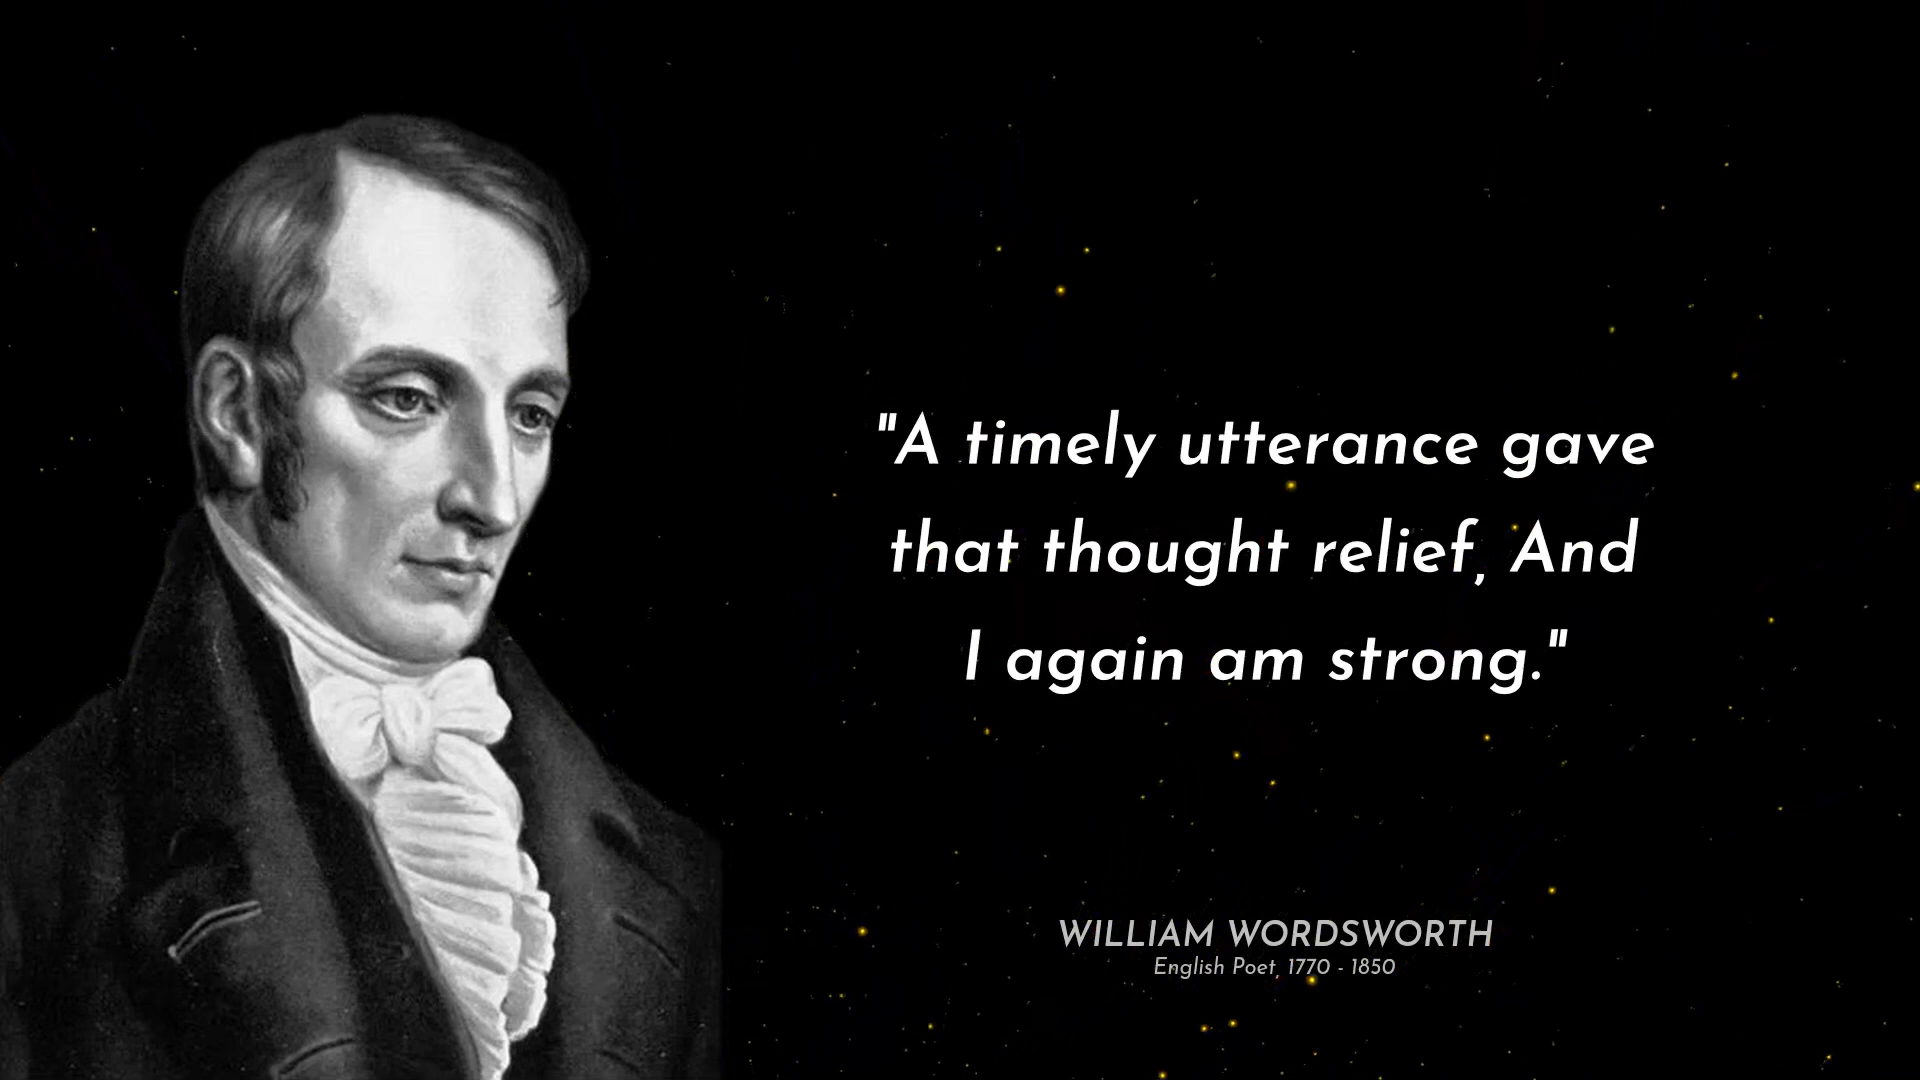 "A timely utterance gave
that thought relief, And
I again am strong."
WILLIAM WORDSWORTH
English Poet, 1770 - 1850